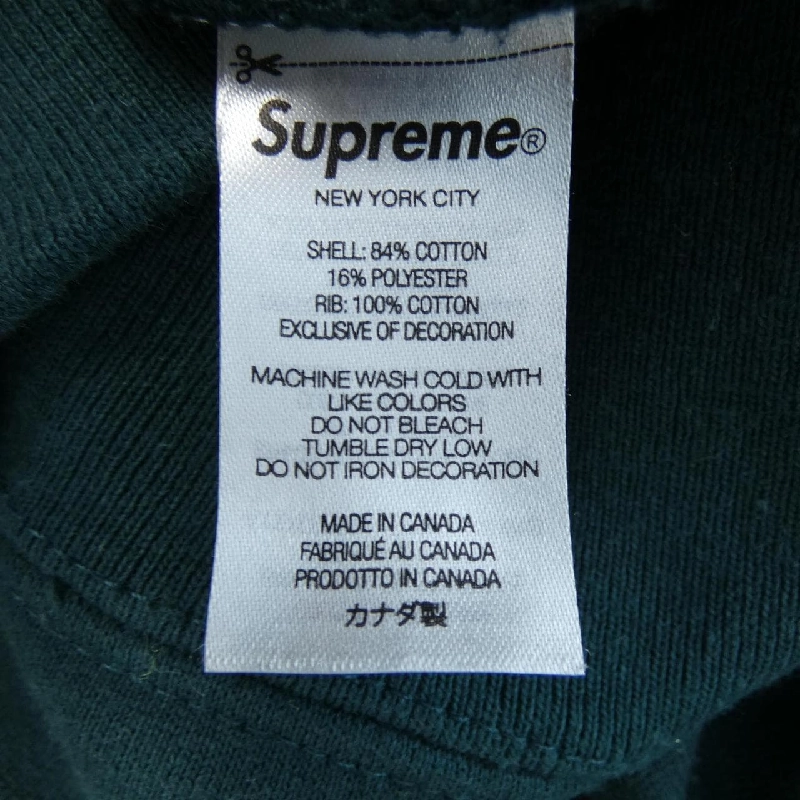 Supreme®
NEW YORK CITY
SHELL: 84% COTTON
16% POLYESTER
RIB: 100% COTTON
EXCLUSIVE OF DECORATION
MACHINE WASH COLD WITH
LIKE COLORS
DO NOT BLEACH
TUMBLE DRY LOW
DO NOT IRON DECORATION
MADE IN CANADA
FABRIQUÉ AU CANADA
PRODOTTO IN CANADA
カナダ製